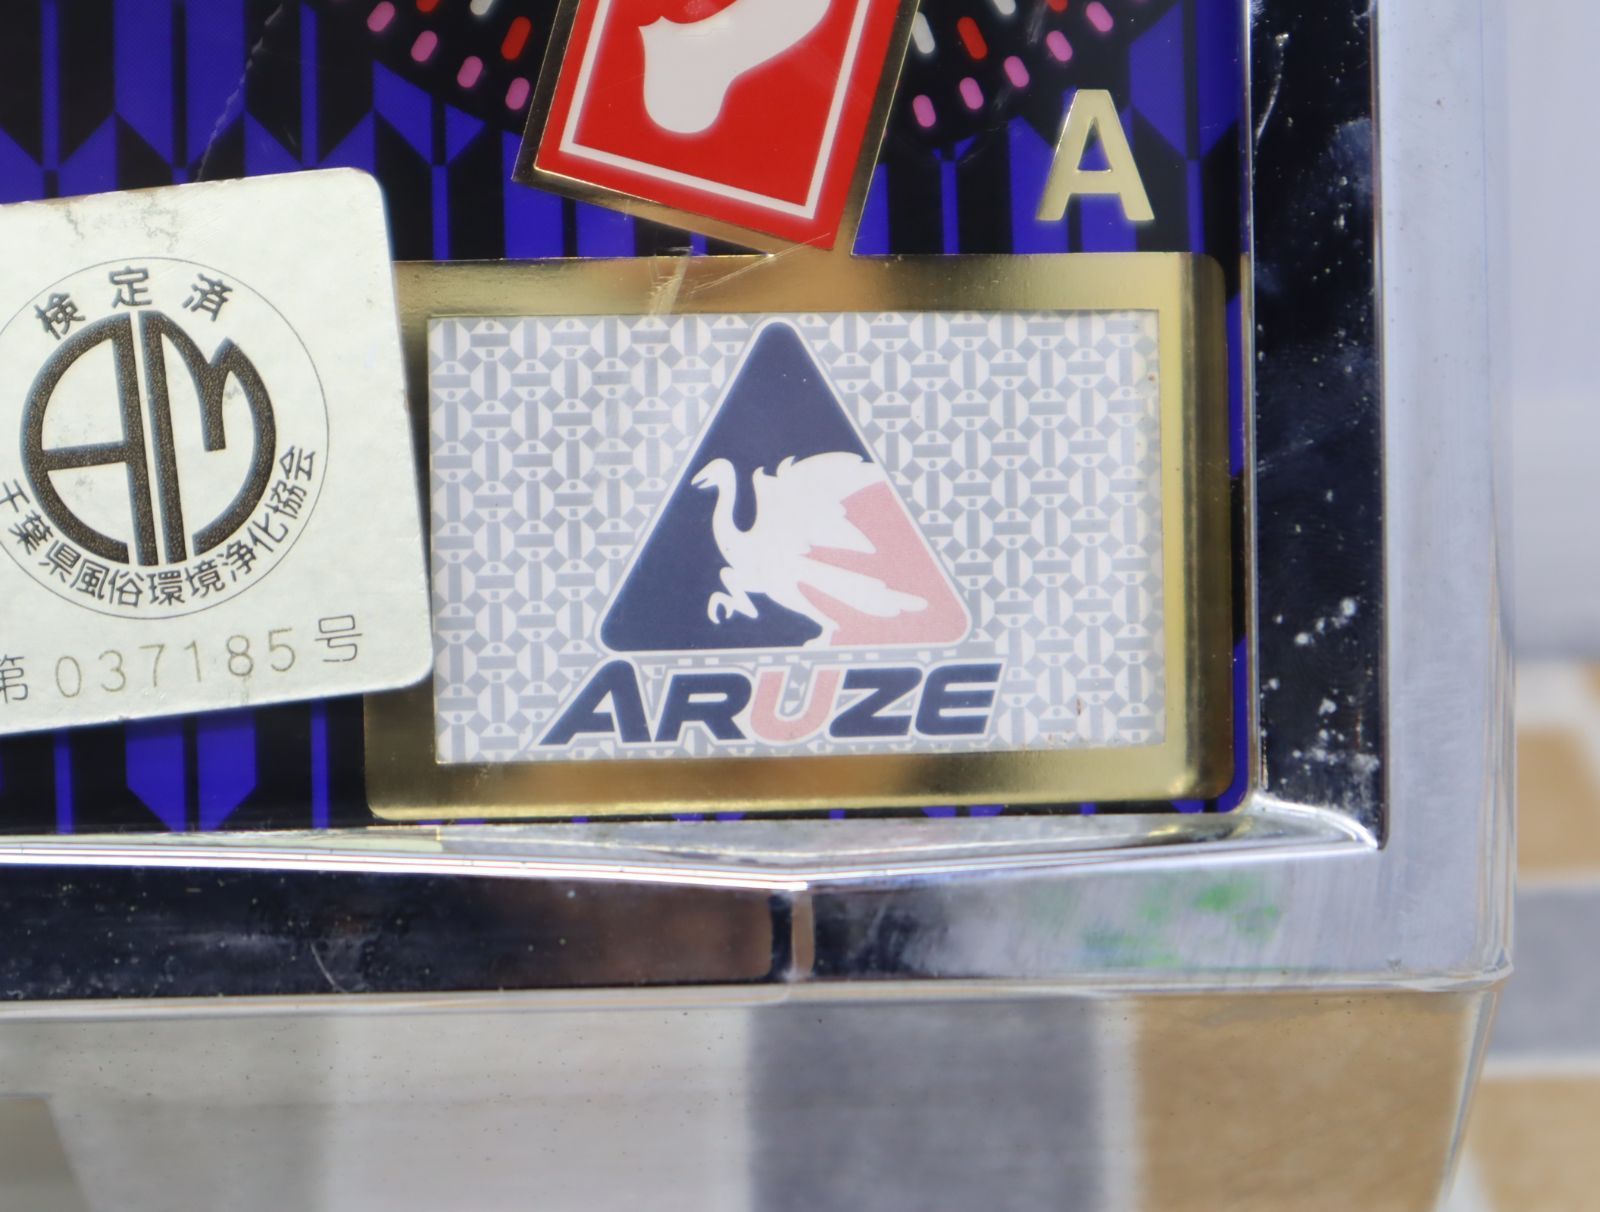 A
検定済
AM
千葉県風俗環境浄化協会
第037185号
ARUZE